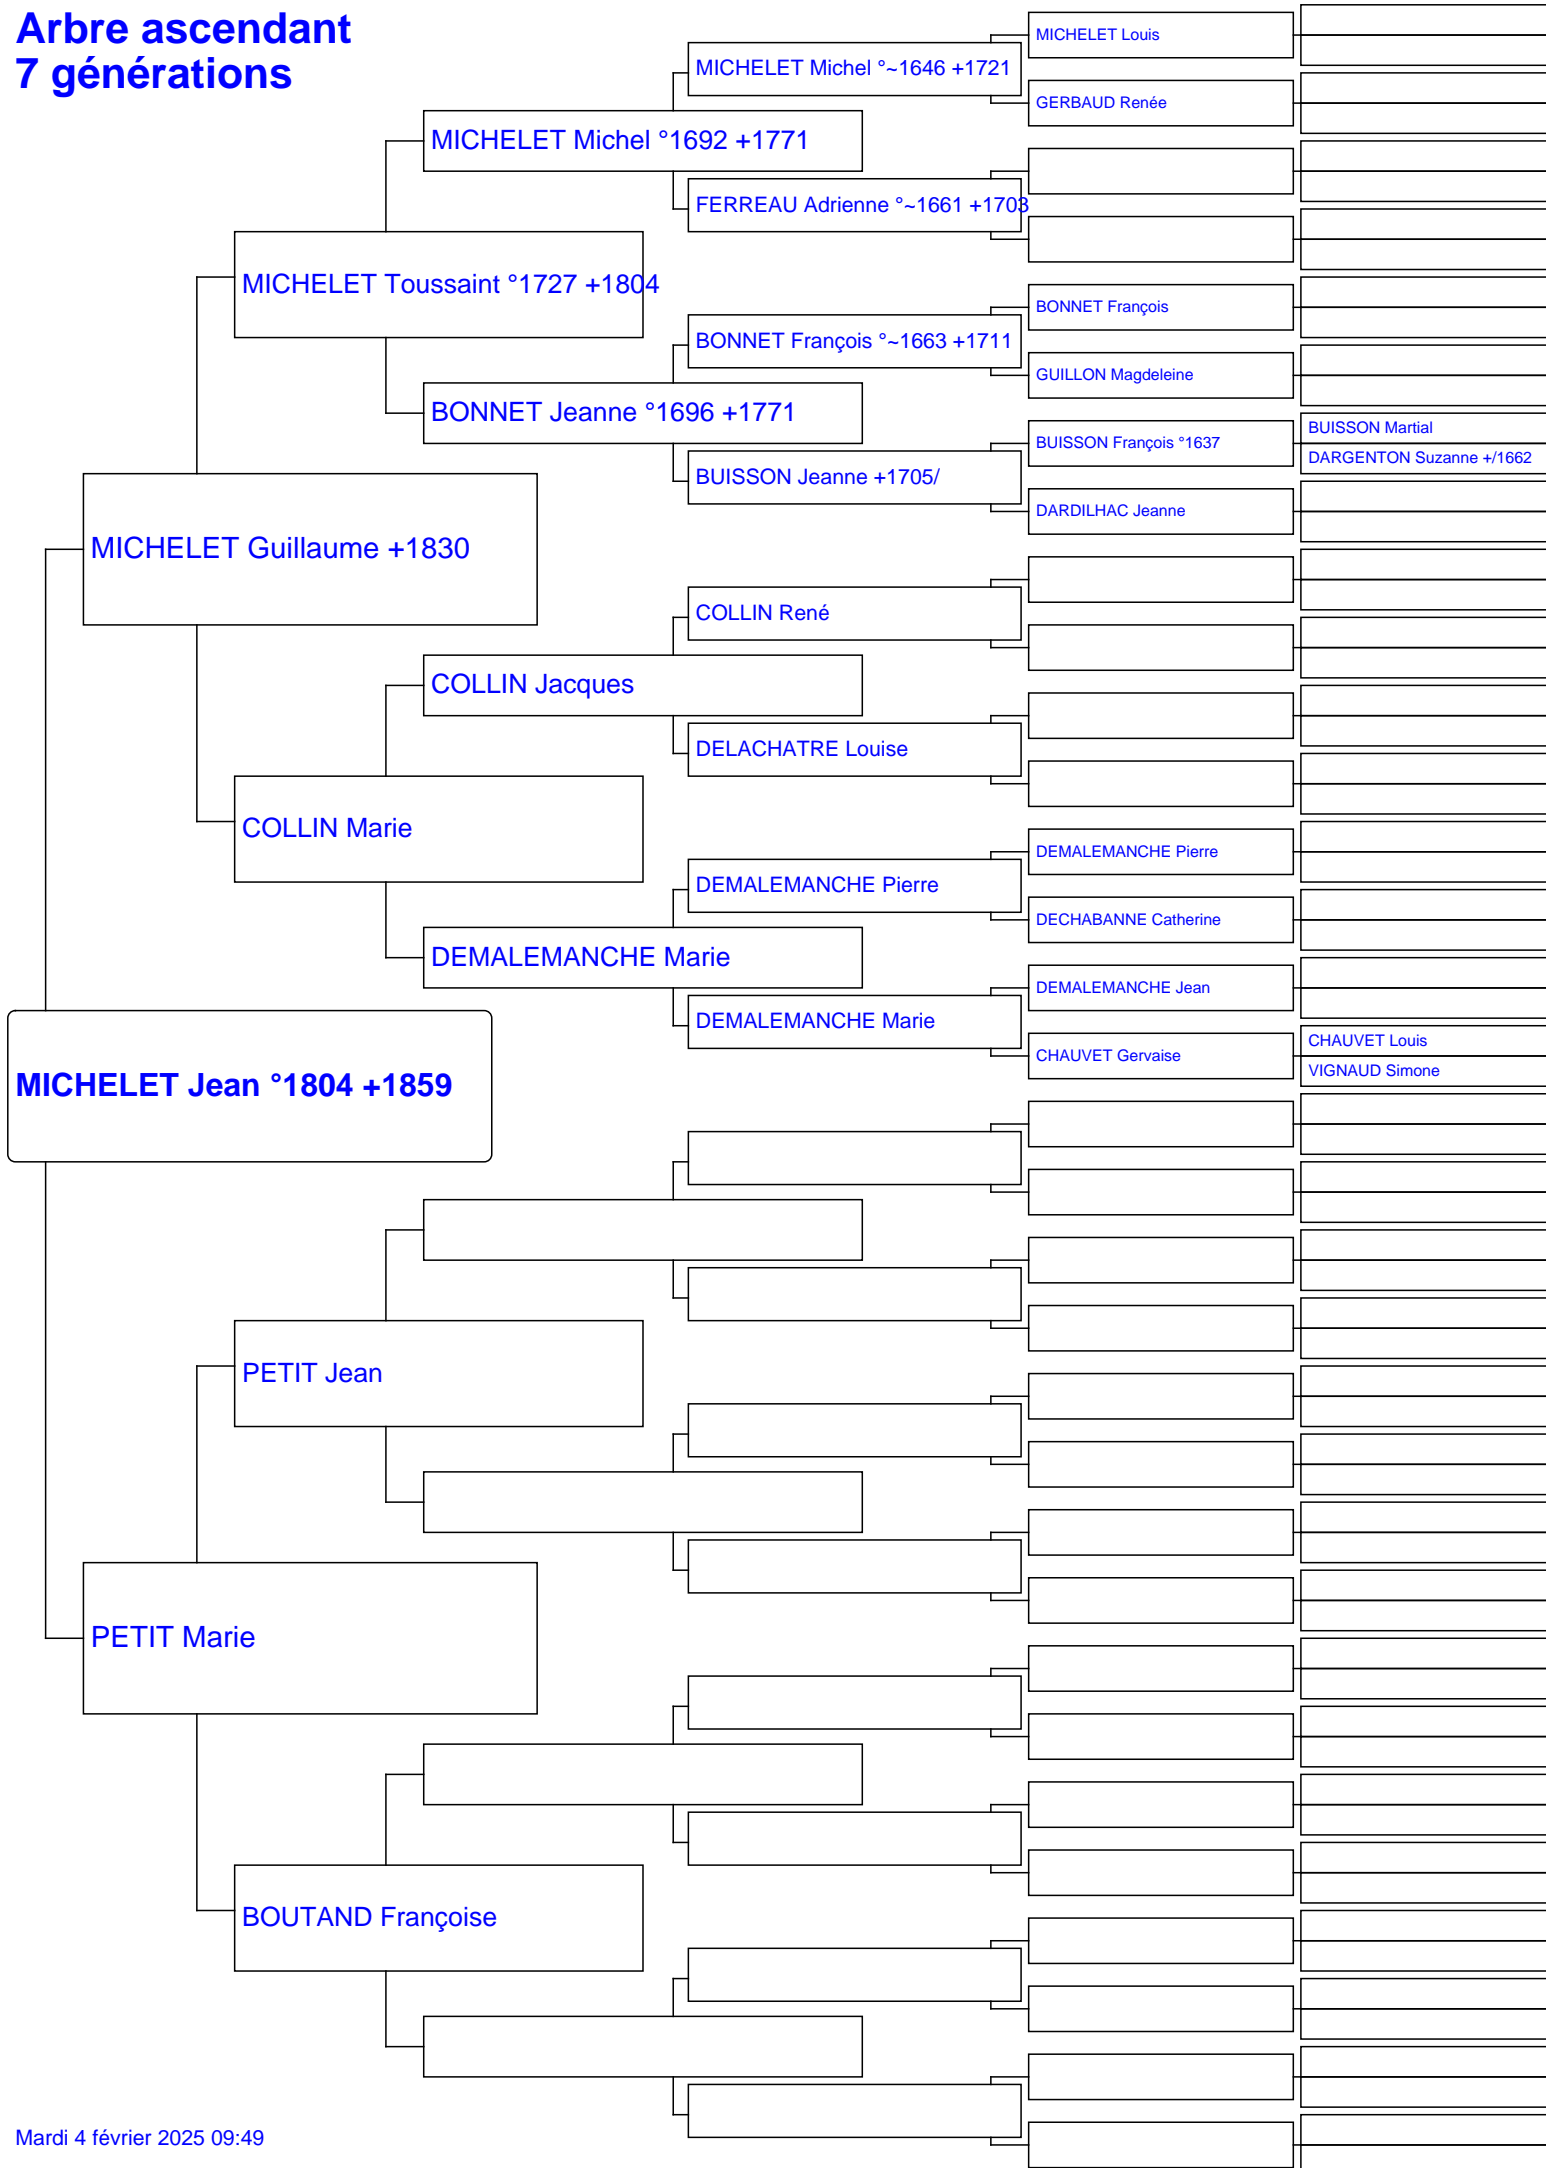 Arbre ascendant
7 générations
MICHELET Louis
MICHELET Michel °~1646 +1721
GERBAUD Renée
MICHELET Michel °1692 +1771
FERREAU Adrienne °~1661 +1703
MICHELET Toussaint °1727 +1804
BONNET François
BONNET François °~1663 +1711
GUILLON Magdeleine
BONNET Jeanne °1696 +1771
BUISSON Martial
BUISSON François °1637
DARGENTON Suzanne +/1662
BUISSON Jeanne +1705/
DARDILHAC Jeanne
MICHELET Guillaume +1830
COLLIN René
COLLIN Jacques
DELACHATRE Louise
COLLIN Marie
DEMALEMANCHE Pierre
DEMALEMANCHE Pierre
DECHABANNE Catherine
DEMALEMANCHE Marie
DEMALEMANCHE Jean
DEMALEMANCHE Marie
CHAUVET Louis
CHAUVET Gervaise
VIGNAUD Simone
MICHELET Jean °1804 +1859
PETIT Jean
PETIT Marie
BOUTAND Françoise
Mardi 4 février 2025 09:49